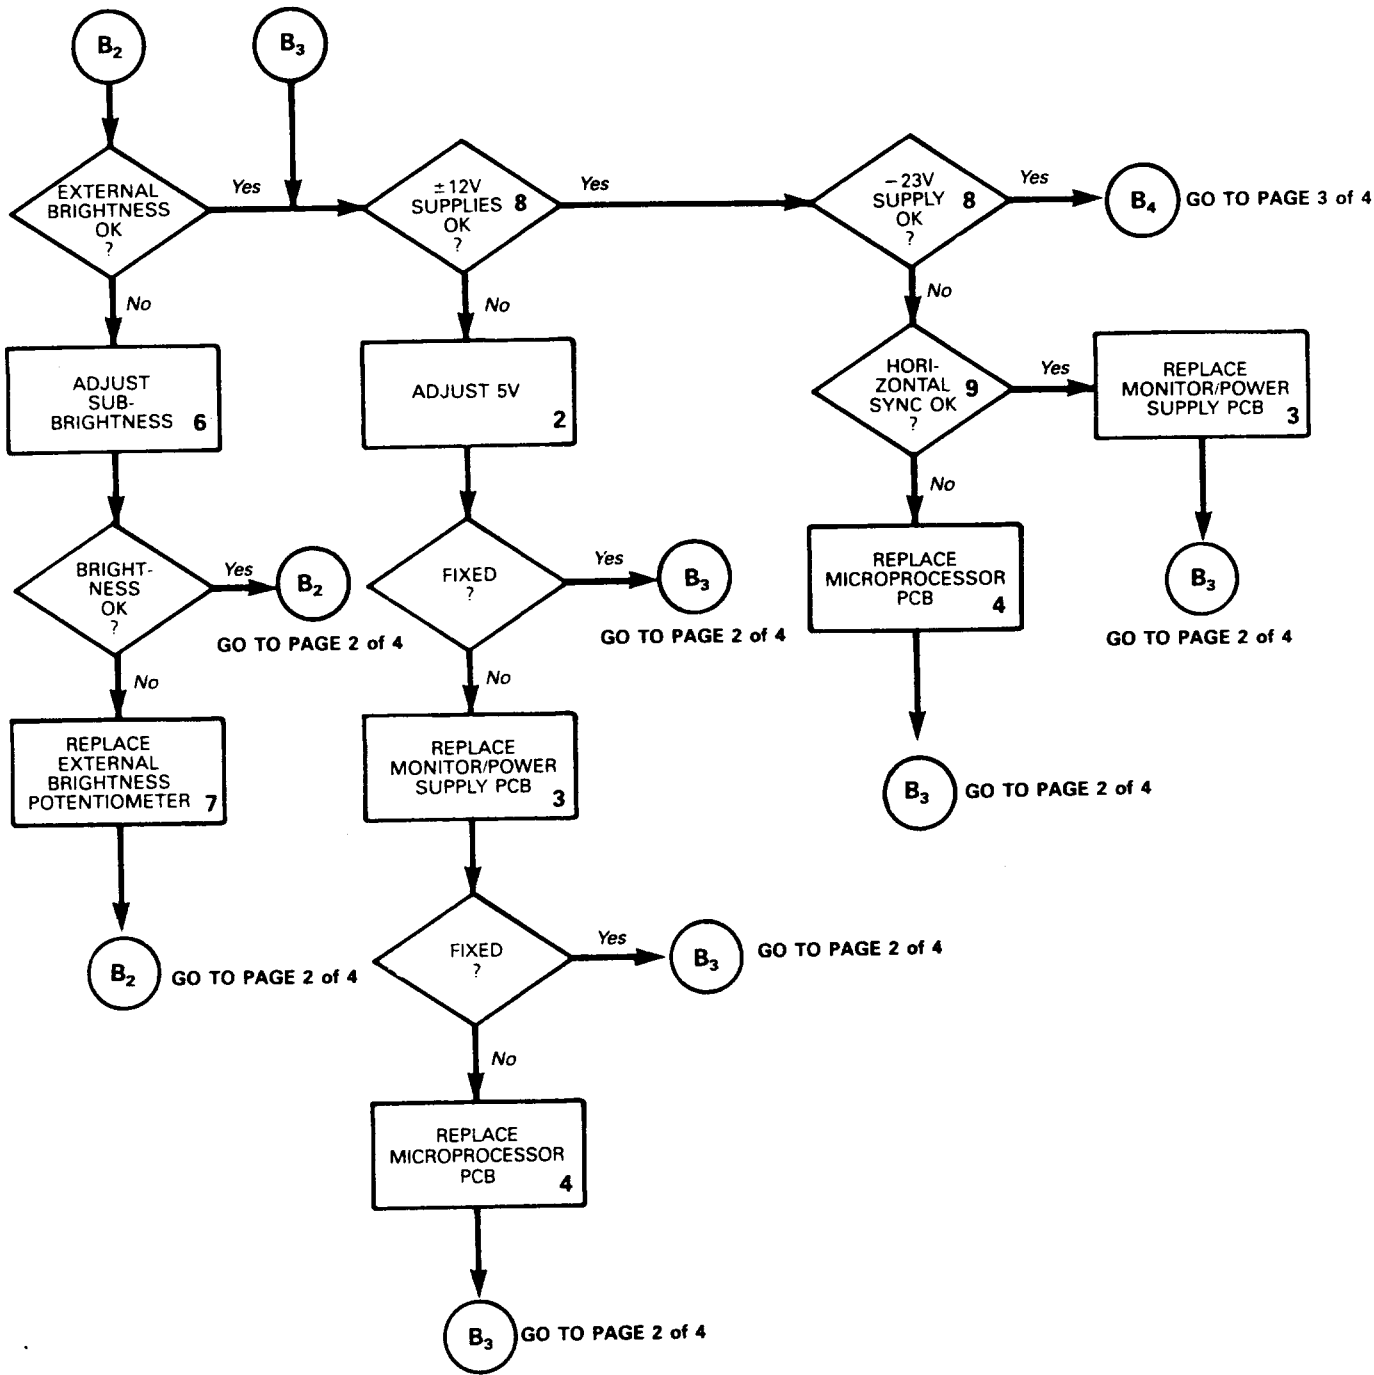 B₂
B₃
EXTERNAL
BRIGHTNESS
OK
?
Yes
No
±12V
SUPPLIES 8
OK
?
Yes
No
−23V
SUPPLY 8
OK
?
Yes
B₄ GO TO PAGE 3 of 4
No
ADJUST
SUB-
BRIGHTNESS 6
ADJUST 5V
2
HORI-
ZONTAL 9
SYNC OK
?
Yes
No
REPLACE
MONITOR/POWER
SUPPLY PCB 3
BRIGHT-
NESS
OK
?
Yes
B₂
GO TO PAGE 2 of 4
No
FIXED
?
Yes
B₃
GO TO PAGE 2 of 4
No
REPLACE
MICROPROCESSOR
PCB 4
B₃
GO TO PAGE 2 of 4
REPLACE
EXTERNAL
BRIGHTNESS
POTENTIOMETER 7
REPLACE
MONITOR/POWER
SUPPLY PCB 3
B₃ GO TO PAGE 2 of 4
B₂ GO TO PAGE 2 of 4
FIXED
?
Yes
B₃ GO TO PAGE 2 of 4
No
REPLACE
MICROPROCESSOR
PCB 4
B₃ GO TO PAGE 2 of 4